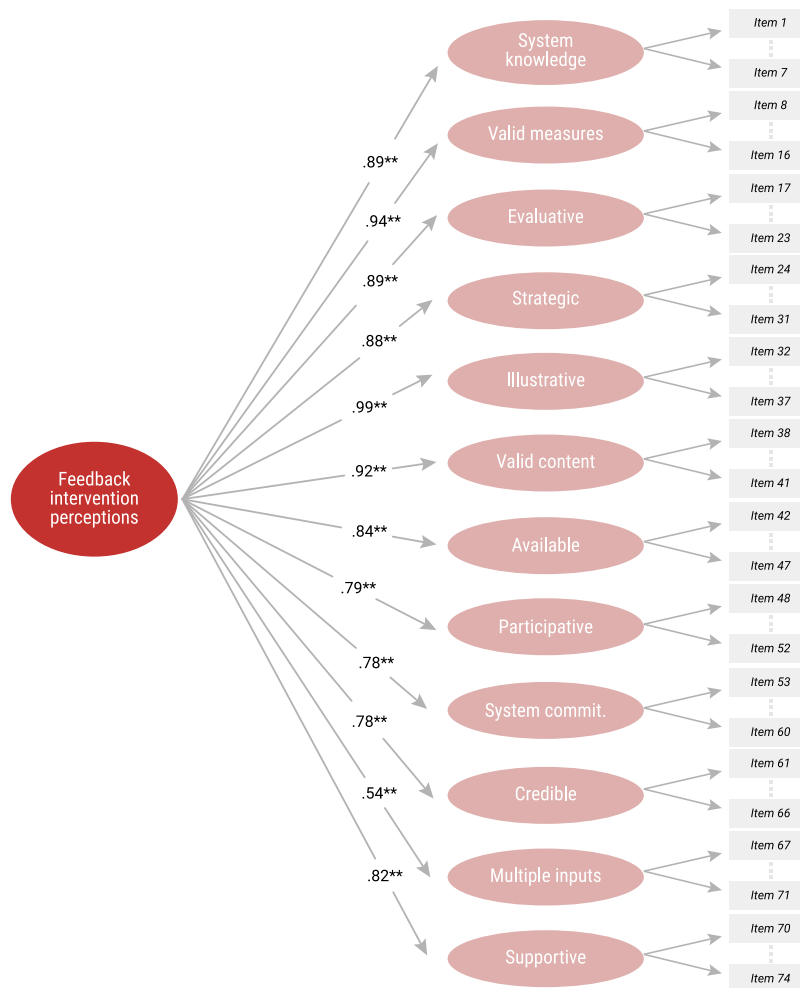 System
knowledge
Item 1
Item 7
Valid measures
Item 8
Item 16
.89**
Evaluative
Item 17
Item 23
.94**
Strategic
Item 24
Item 31
.89**
Illustrative
Item 32
Item 37
.88**
.99**
Feedback
intervention
perceptions
Valid content
Item 38
Item 41
.92**
Available
Item 42
Item 47
.84**
Participative
Item 48
Item 52
.79**
System commit.
Item 53
Item 60
.78**
Credible
Item 61
Item 66
.78**
Multiple inputs
Item 67
Item 71
.54**
Supportive
Item 70
Item 74
.82**